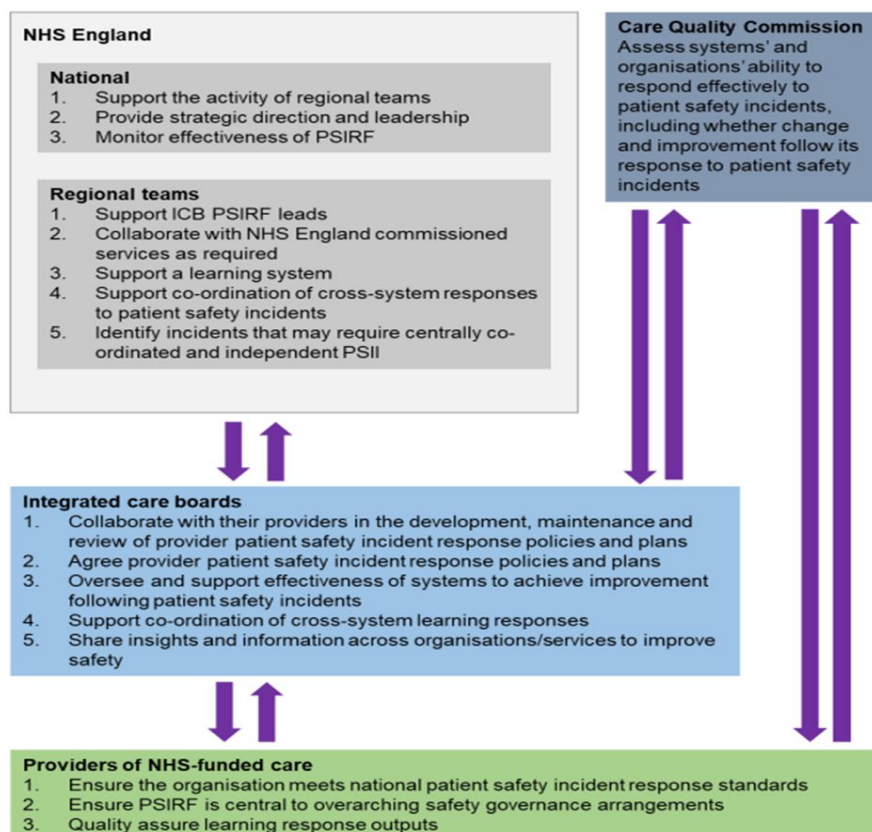 NHS England
National
1. Support the activity of regional teams
2. Provide strategic direction and leadership
3. Monitor effectiveness of PSIRF
Regional teams
1. Support ICB PSIRF leads
2. Collaborate with NHS England commissioned
services as required
3. Support a learning system
4. Support co-ordination of cross-system responses
to patient safety incidents
5. Identify incidents that may require centrally co-
ordinated and independent PSII
Care Quality Commission
Assess systems’ and
organisations’ ability to
respond effectively to
patient safety incidents,
including whether change
and improvement follow its
response to patient safety
incidents
Integrated care boards
1. Collaborate with their providers in the development, maintenance and
review of provider patient safety incident response policies and plans
2. Agree provider patient safety incident response policies and plans
3. Oversee and support effectiveness of systems to achieve improvement
following patient safety incidents
4. Support co-ordination of cross-system learning responses
5. Share insights and information across organisations/services to improve
safety
Providers of NHS-funded care
1. Ensure the organisation meets national patient safety incident response standards
2. Ensure PSIRF is central to overarching safety governance arrangements
3. Quality assure learning response outputs